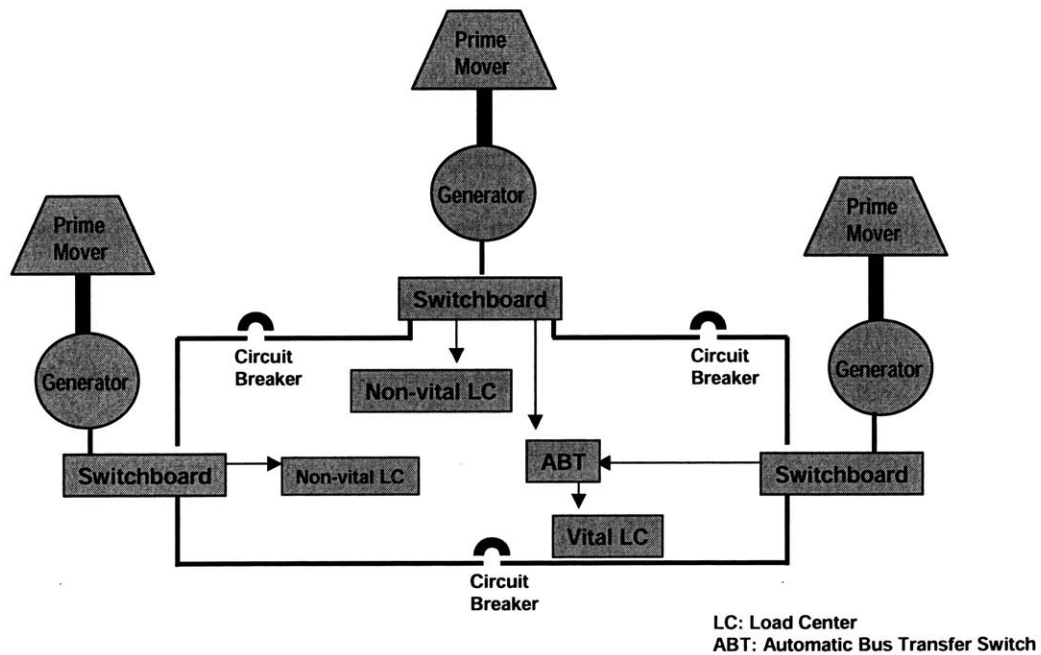 Prime
Mover
Generator
Prime
Mover
Prime
Mover
Switchboard
Circuit
Breaker
Circuit
Breaker
Generator
Generator
Non-vital LC
Switchboard
Non-vital LC
ABT
Switchboard
Vital LC
Circuit
Breaker
LC: Load Center
ABT: Automatic Bus Transfer Switch